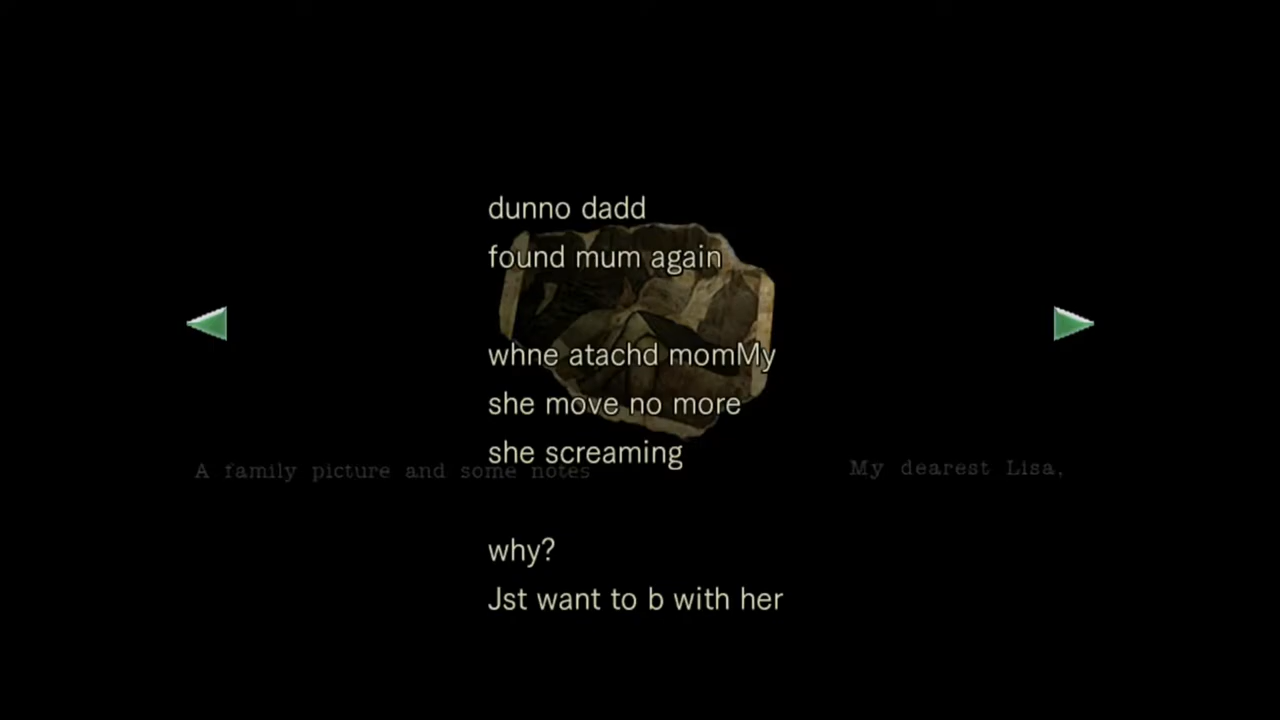 dunno dadd
found mum again
whne atachd momMy
she move no more
she screaming
A family picture and some notes
My dearest Lisa,
why?
Jst want to b with her